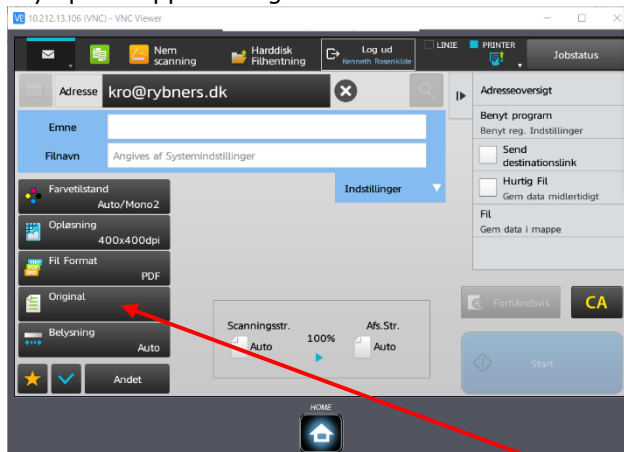 10.212.13.106 (VNC) - VNC Viewer
Nem scanning
Harddisk Filhentning
Log ud
Kenneth Rosenkilde
LINIE
PRINTER
Jobstatus
Adresse
kro@rybners.dk
Emne
Filnavn
Angives af Systemindstillinger
Indstillinger
Farvetilstand
Auto/Mono2
Opløsning
400x400dpi
Fil Format
PDF
Original
Belysning
Auto
Andet
Scanningsstr.
Auto
100%
Afs.Str.
Auto
Adresseoversigt
Benyt program
Benyt reg. Indstillinger
Send
destinationslink
Hurtig Fil
Gem data midlertidigt
Fil
Gem data i mappe
Forhåndsvis
CA
Start
HOME